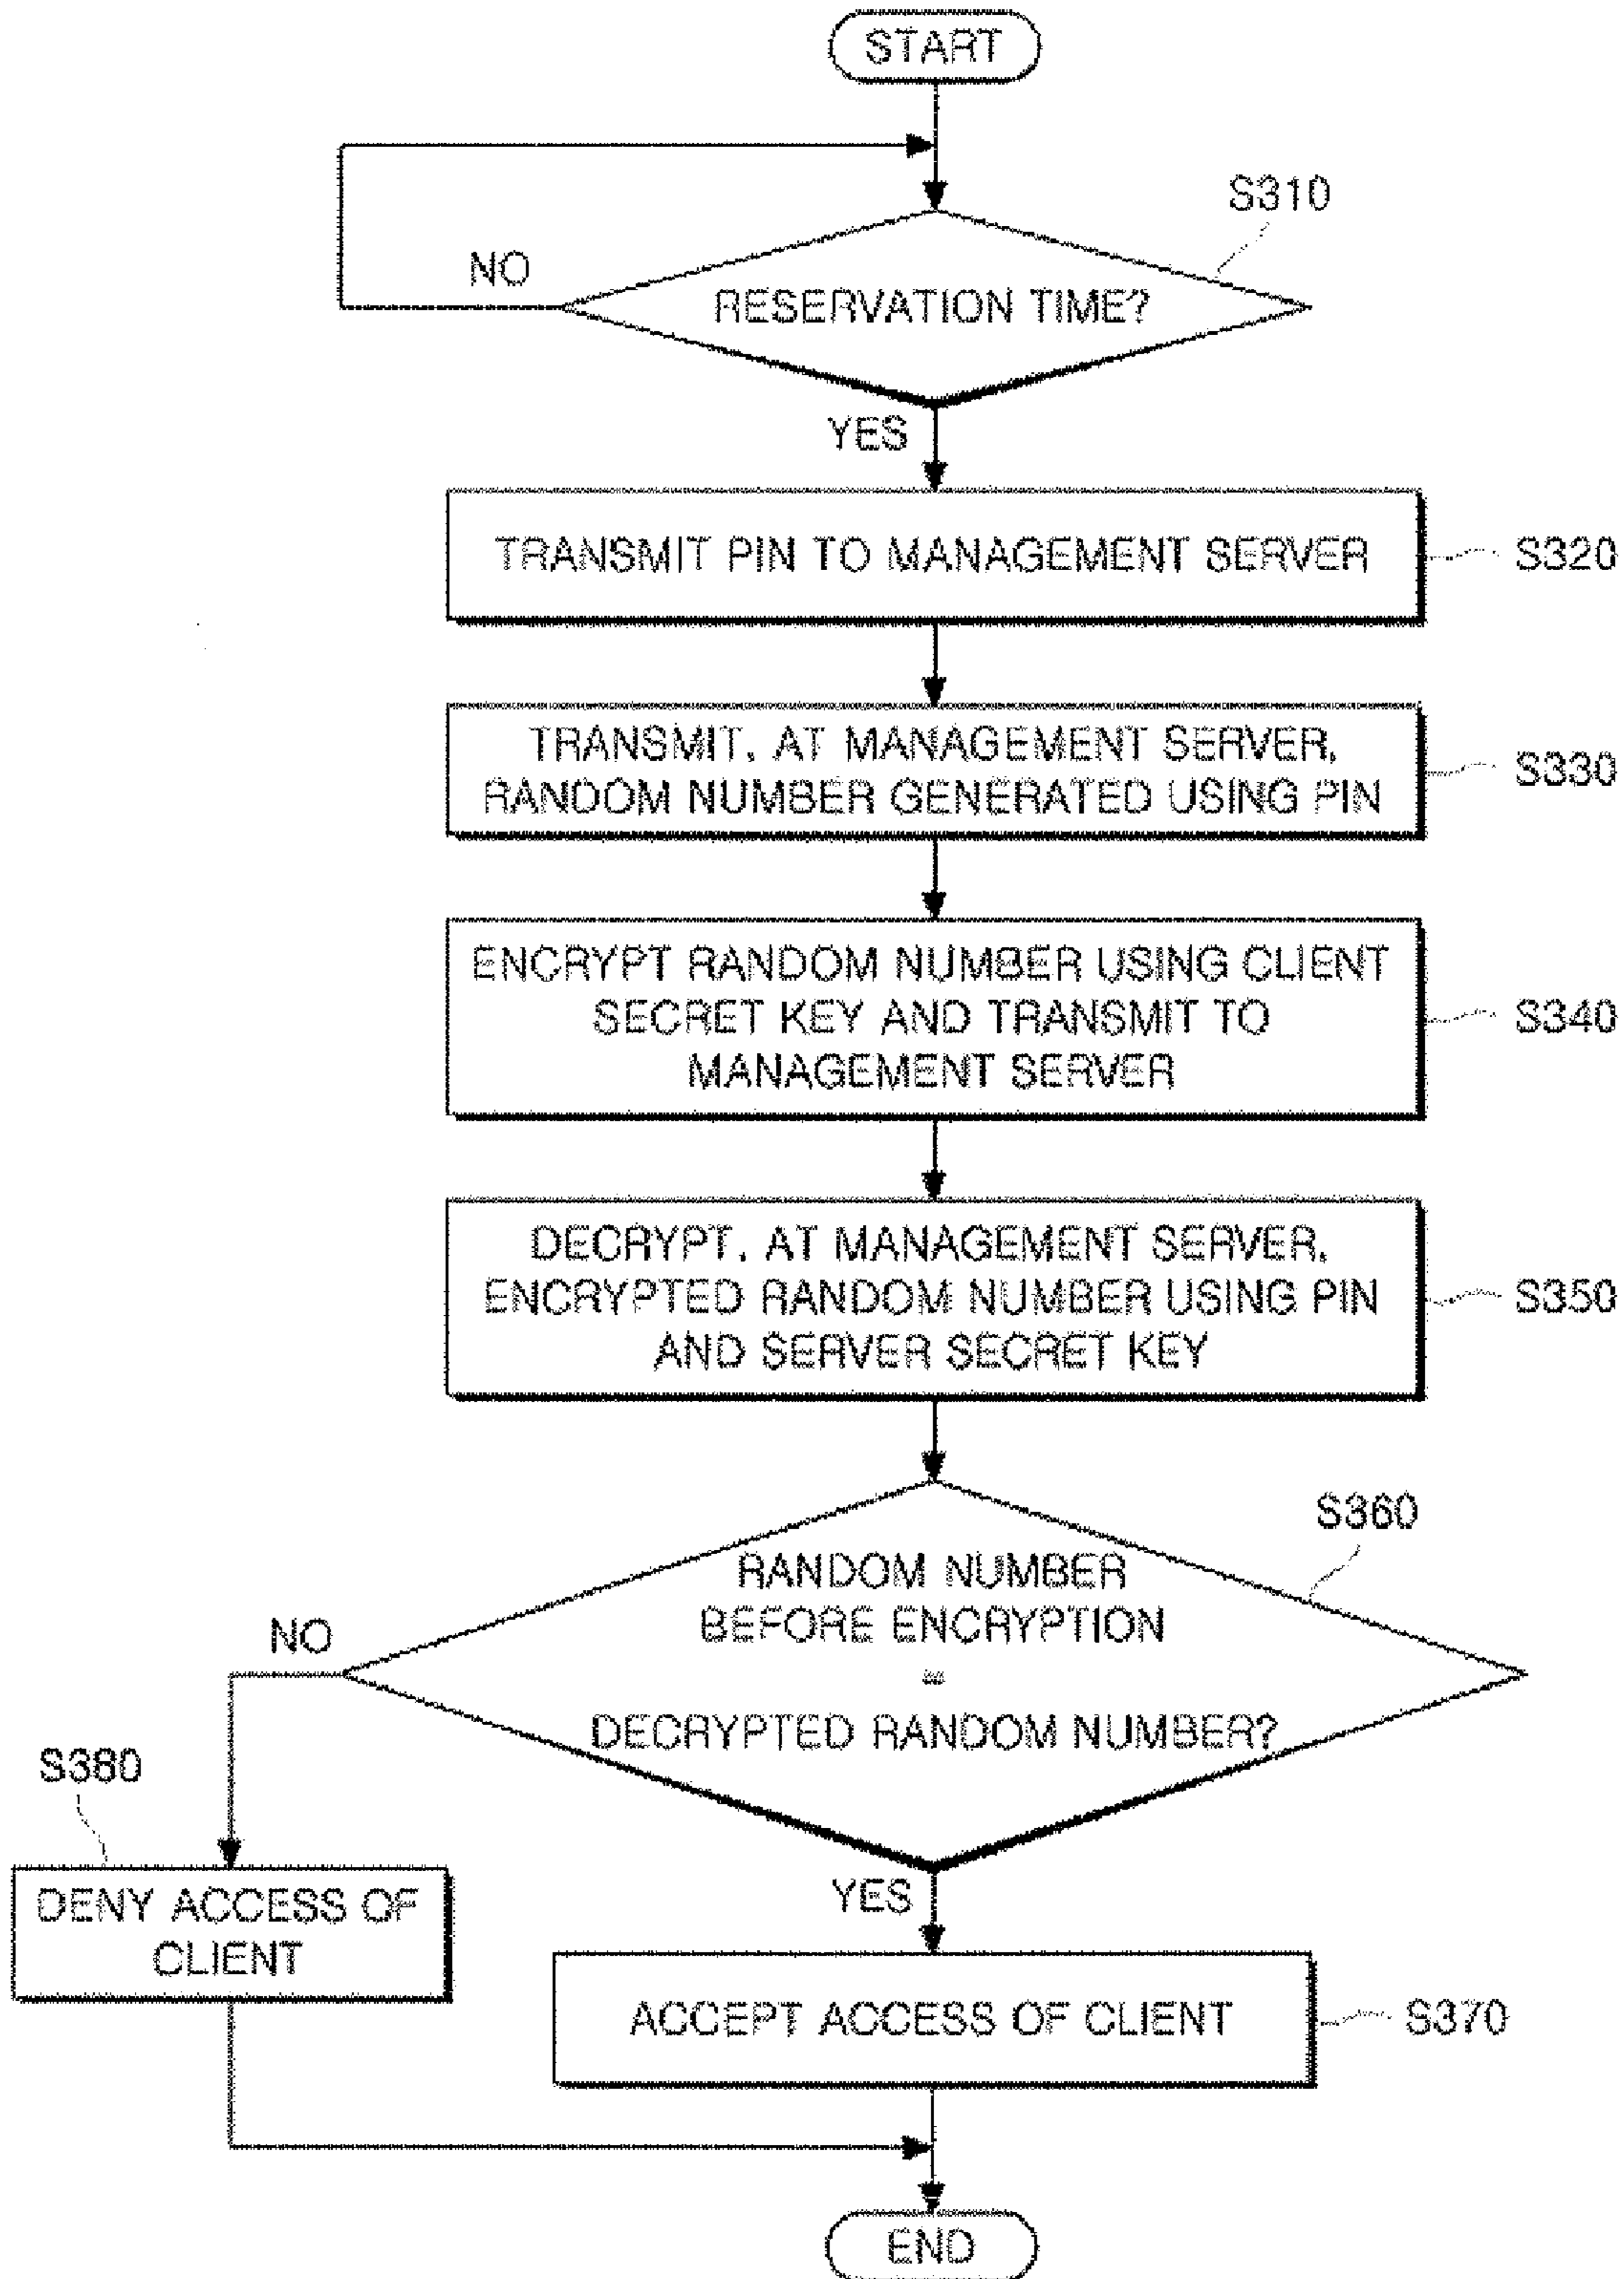 START
S310
NO
RESERVATION TIME?
YES
TRANSMIT PIN TO MANAGEMENT SERVER
S320
TRANSMIT, AT MANAGEMENT SERVER,
RANDOM NUMBER GENERATED USING PIN
S330
ENCRYPT RANDOM NUMBER USING CLIENT
SECRET KEY AND TRANSMIT TO
MANAGEMENT SERVER
S340
DECRYPT, AT MANAGEMENT SERVER,
ENCRYPTED RANDOM NUMBER USING PIN
AND SERVER SECRET KEY
S350
S360
RANDOM NUMBER
BEFORE ENCRYPTION
=
DECRYPTED RANDOM NUMBER?
NO
S380
DENY ACCESS OF
CLIENT
YES
ACCEPT ACCESS OF CLIENT
S370
END